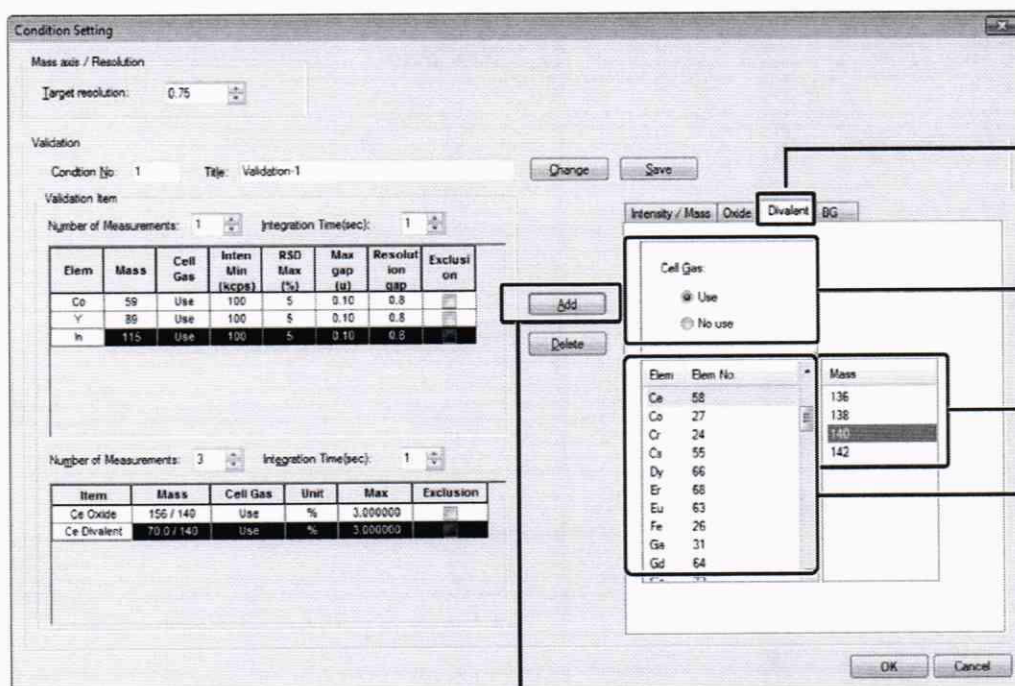 Condition Setting
Mass axis / Resolution
Target resolution: 0.75
Validation
Condition No: 1 Title: Validation-1 Change Save
Validation Item
Number of Measurements: 1 Integration Time(sec): 1
Elem Mass Cell Gas Inten Min (kcps) RSD Max (%) Max gap (u) Resolut ion gap Exclusi on
Co 59 Use 100 5 0.10 0.8
Y 89 Use 100 5 0.10 0.8
In 115 Use 100 5 0.10 0.8
Add
Delete
Number of Measurements: 3 Integration Time(sec): 1
Item Mass Cell Gas Unit Max Exclusion
Ce Oxide 156 / 140 Use % 3.000000
Ce Divalent 70.0 / 140 Use % 3.000000
Intensity / Mass Oxide Divalent BG
Cell Gas:
Use
No use
Elem Elem No
Ce 58
Co 27
Cr 24
Cs 55
Dy 66
Er 68
Eu 63
Fe 26
Ga 31
Gd 64
Mass
136
138
140
142
OK Cancel